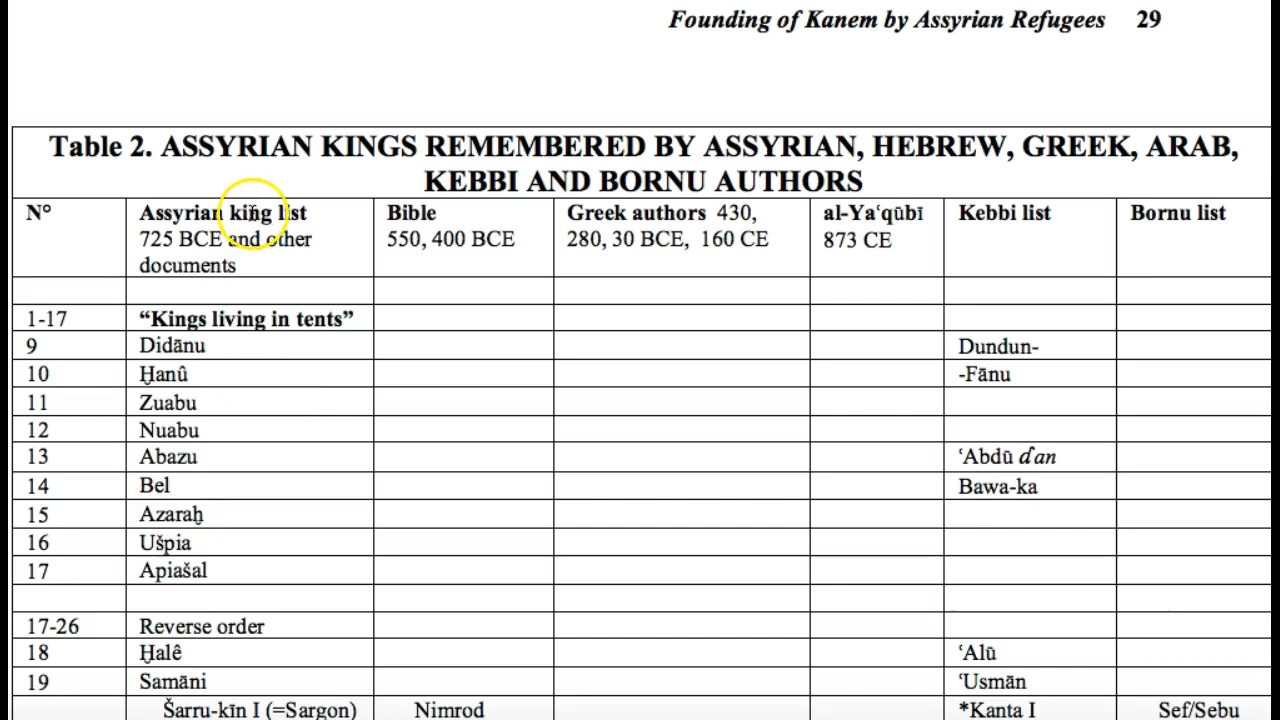 Founding of Kanem by Assyrian Refugees 29
Table 2. ASSYRIAN KINGS REMEMBERED BY ASSYRIAN, HEBREW, GREEK, ARAB,
KEBBI AND BORNU AUTHORS
N° Assyrian king list Bible Greek authors 430, al-Yaʿqūbī Kebbi list Bornu list
725 BCE and other 550, 400 BCE 280, 30 BCE, 160 CE 873 CE
documents
1-17 “Kings living in tents”
9 Didānu Dundun-
10 Ḫanû -Fānu
11 Zuabu
12 Nuabu
13 Abazu ʿAbdū ɗan
14 Bel Bawa-ka
15 Azaraḫ
16 Ušpia
17 Apiašal
17-26 Reverse order
18 Ḫalê ʿAlū
19 Samāni ʿUsmān
Šarru-kīn I (=Sargon) Nimrod *Kanta I Sef/Sebu